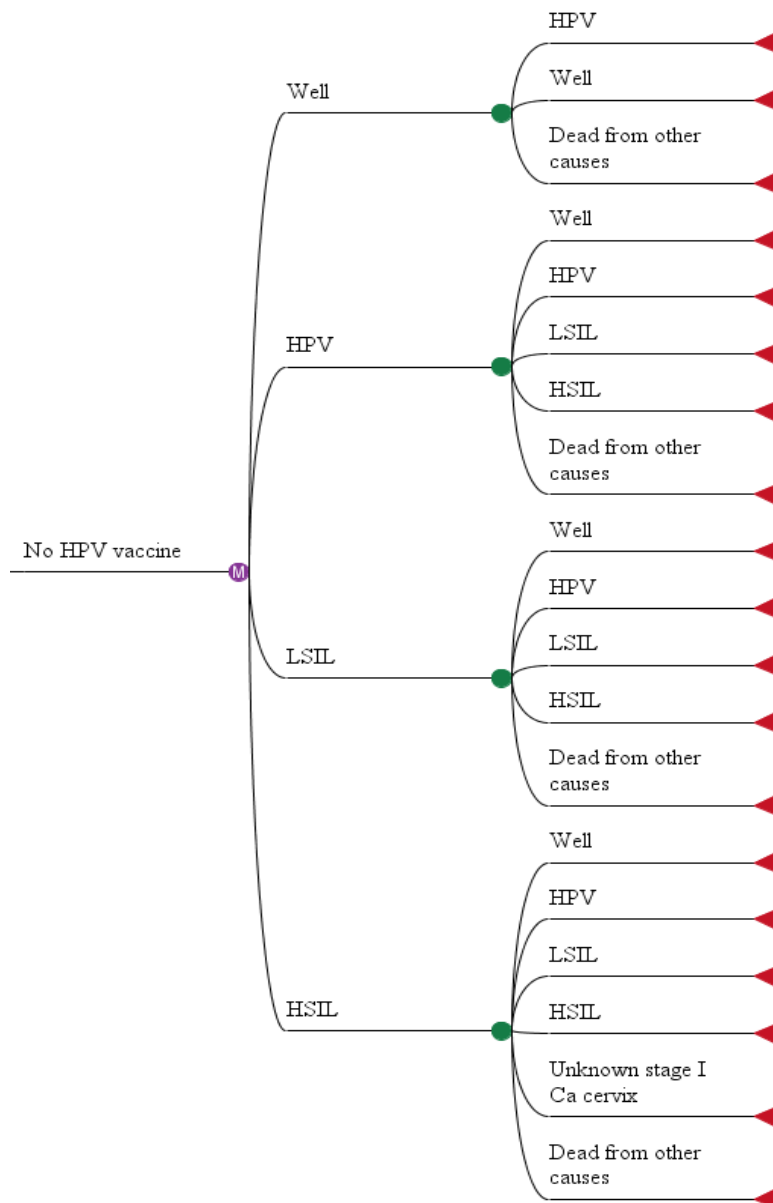 HPV
Well
Well
Dead from other
causes
Well
HPV
HPV
LSIL
HSIL
Dead from other
causes
No HPV vaccine
M
Well
HPV
LSIL
LSIL
HSIL
Dead from other
causes
Well
HPV
LSIL
HSIL
HSIL
Unknown stage I
Ca cervix
Dead from other
causes